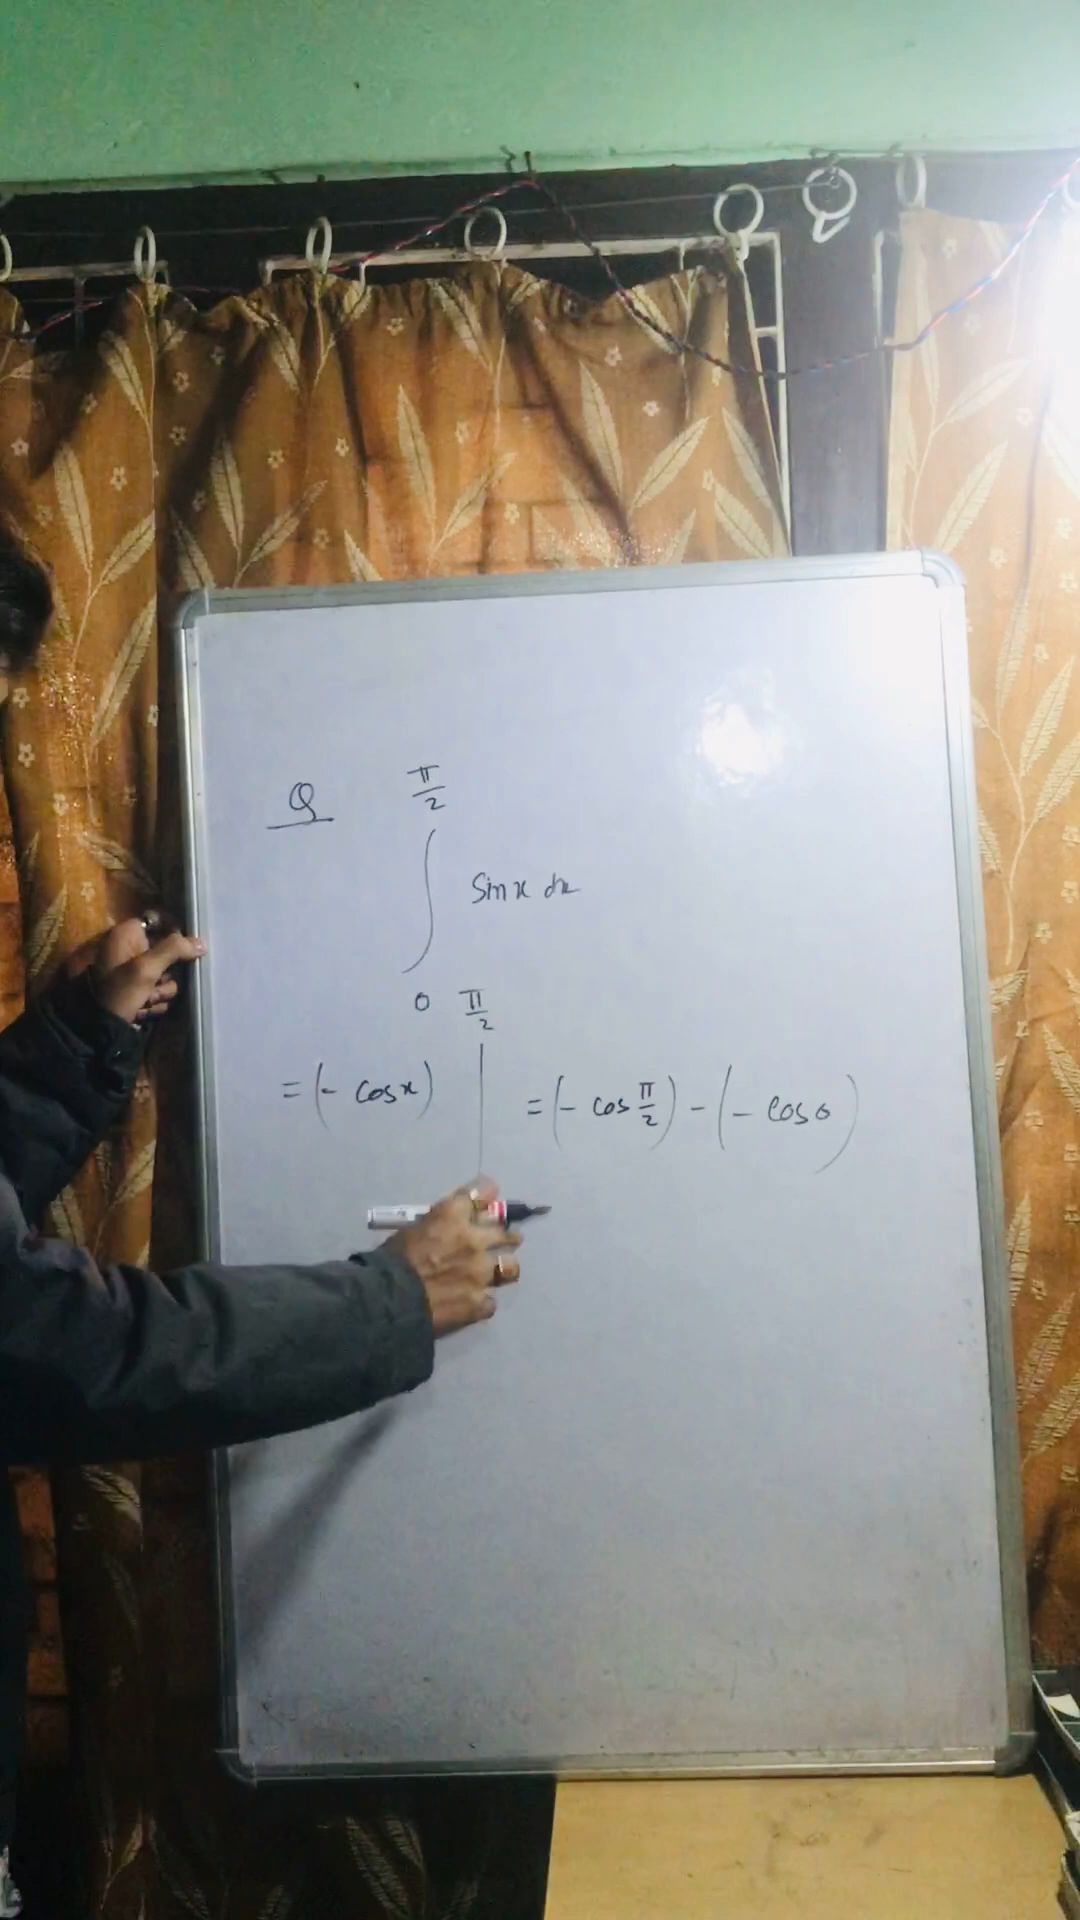 Q π/2
∫ Sin x dx
0 π/2
= (- cos x) | = (- cos π/2) - (- cos 0)